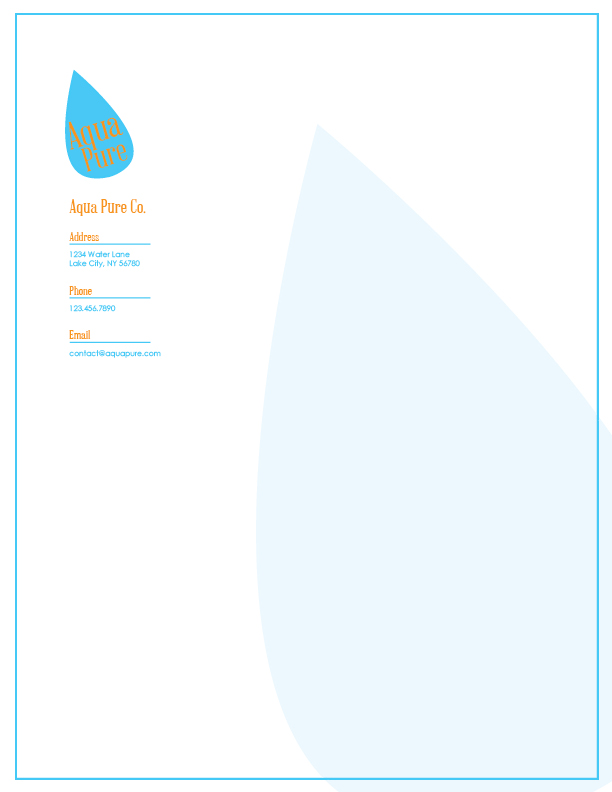 Aqua
Pure
Aqua Pure Co.
Address
1234 Water Lane
Lake City, NY 56780
Phone
123.456.7890
Email
contact@aquapure.com